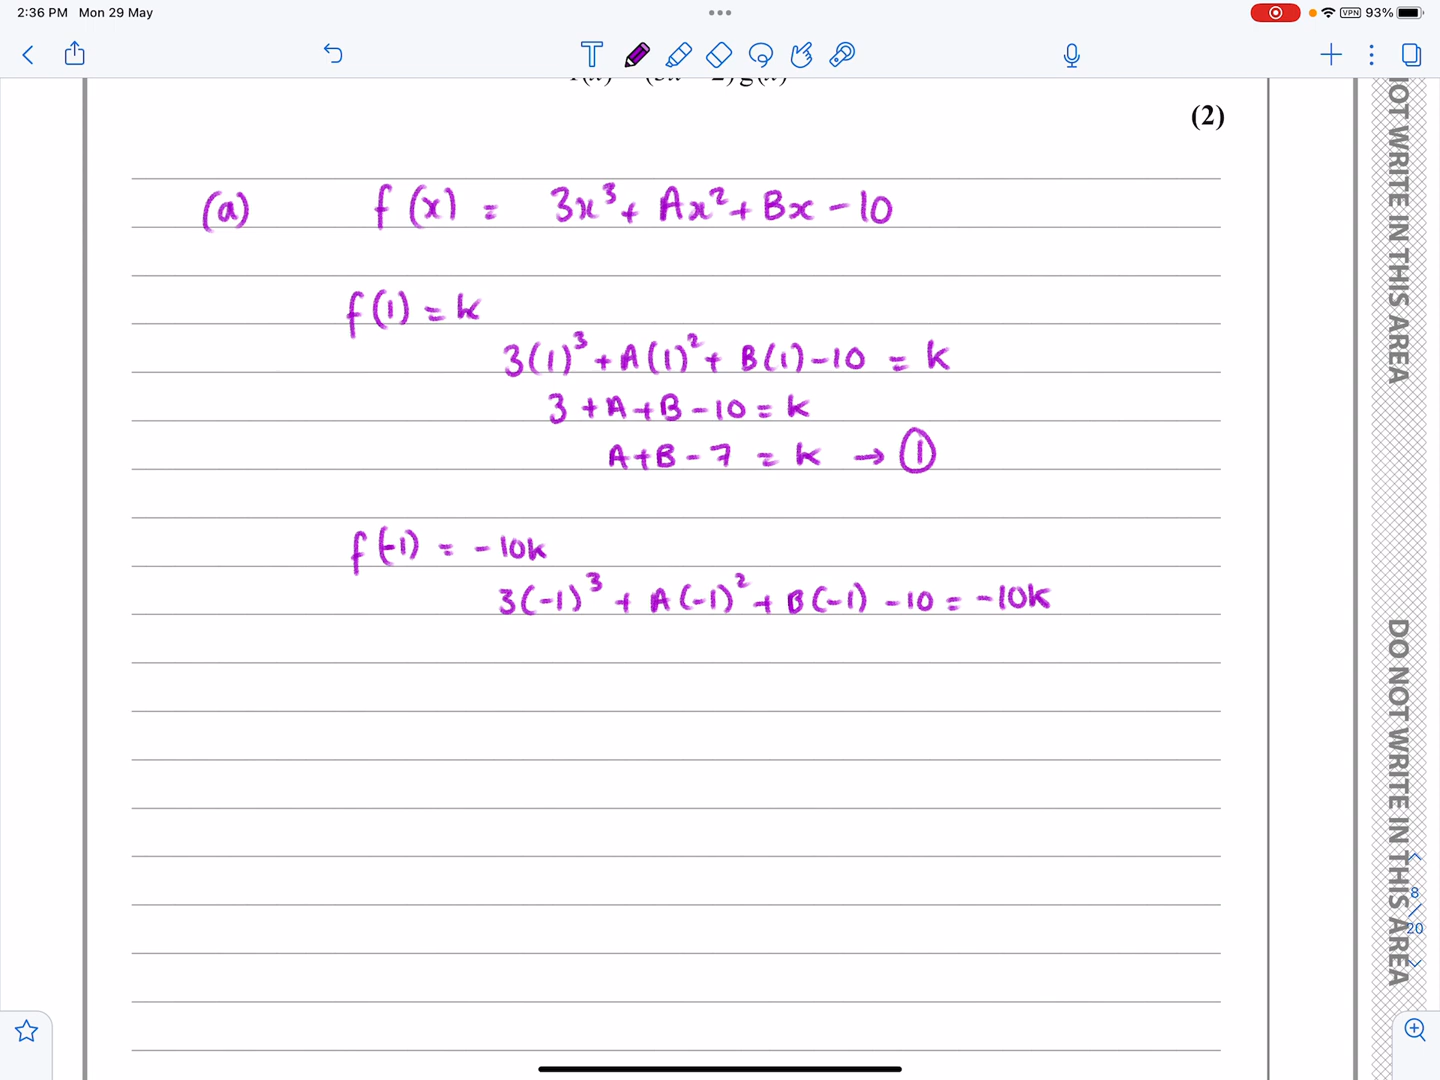 2:36 PM Mon 29 May
VPN 93%
(2)
(a) f(x) = 3x³ + Ax² + Bx - 10
f(1) = k
3(1)³ + A(1)² + B(1) - 10 = k
3 + A + B - 10 = k
A + B - 7 = k → ①
f(-1) = -10k
3(-1)³ + A(-1)² + B(-1) - 10 = -10k
OT WRITE IN THIS AREA
DO NOT WRITE IN THIS AREA
8
/
20